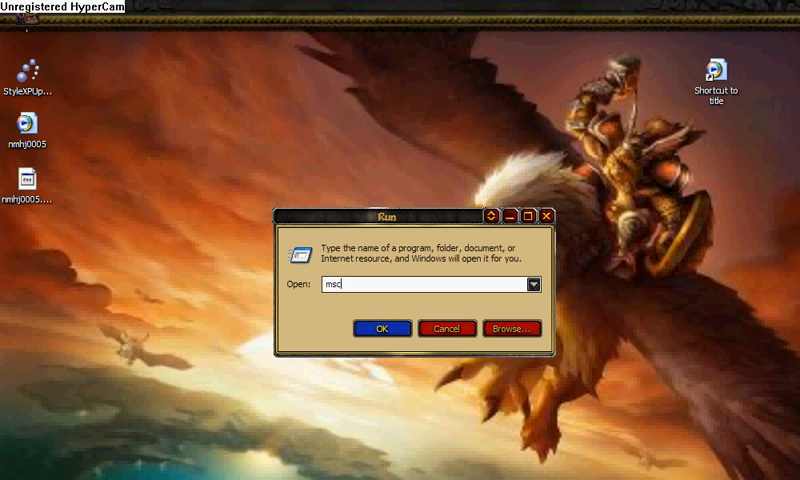 Unregistered HyperCam
StyleXPUp...
nmhj0005
nmhj0005....
Shortcut to
title
Run
Type the name of a program, folder, document, or
Internet resource, and Windows will open it for you.
Open:
msc
OK
Cancel
Browse...